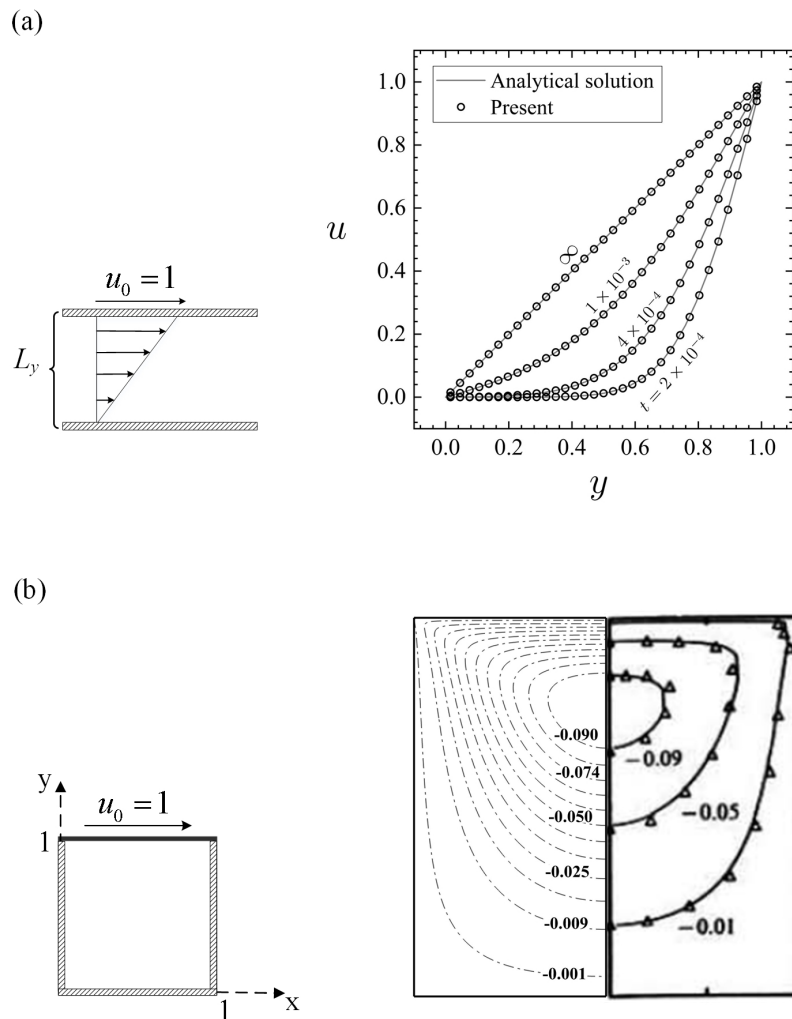 (a)
u₀ = 1
L_y
Analytical solution
Present
1.0
0.8
0.6
0.4
0.2
0.0
u
∞
1 × 10⁻³
4 × 10⁻⁴
t = 2 × 10⁻⁴
0.0 0.2 0.4 0.6 0.8 1.0
y
(b)
y
u₀ = 1
1
1
x
-0.090
-0.074
-0.050
-0.025
-0.009
-0.001
−0.09
−0.05
−0.01